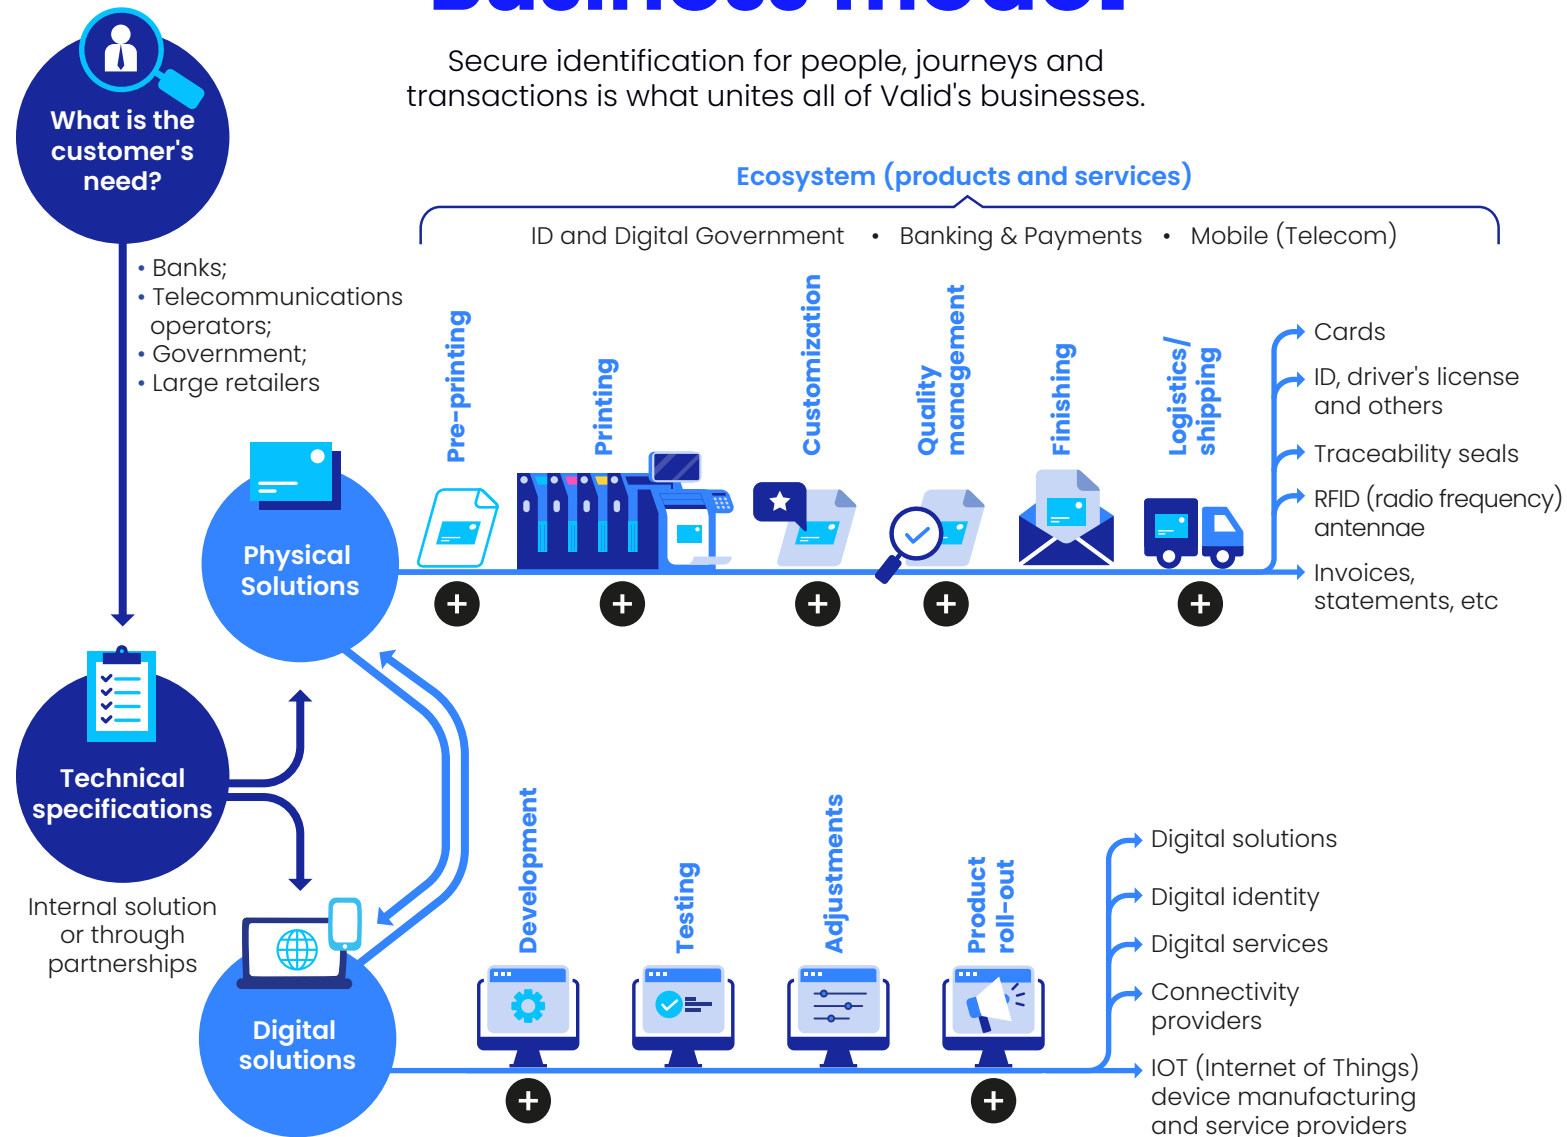 Business model
Secure identification for people, journeys and
transactions is what unites all of Valid's businesses.
What is the
customer's
need?
Ecosystem (products and services)
ID and Digital Government • Banking & Payments • Mobile (Telecom)
• Banks;
• Telecommunications
operators;
• Government;
• Large retailers
Pre-printing
Printing
Customization
Quality
management
Finishing
Logistics/
shipping
Cards
ID, driver's license
and others
Traceability seals
RFID (radio frequency)
antennae
Invoices,
statements, etc
Physical
Solutions
+
+
+
+
+
Technical
specifications
Internal solution
or through
partnerships
Development
Testing
Adjustments
Product
roll-out
Digital solutions
Digital identity
Digital services
Connectivity
providers
IOT (Internet of Things)
device manufacturing
and service providers
Digital
solutions
+
+